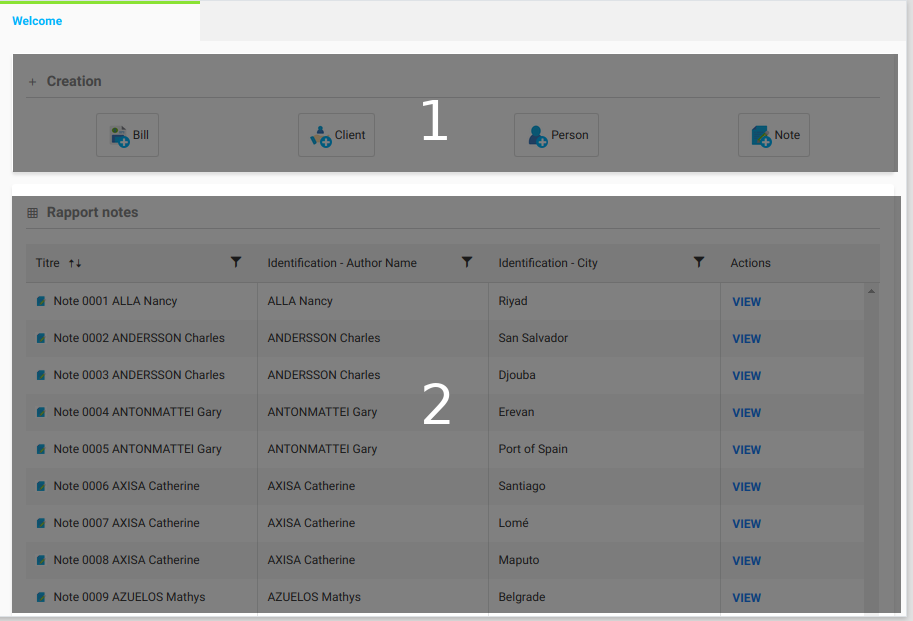 Welcome
+ Creation
Bill Client Person Note
1
Rapport notes
Titre ↑↓ Identification - Author Name Identification - City Actions
Note 0001 ALLA Nancy ALLA Nancy Riyad VIEW
Note 0002 ANDERSSON Charles ANDERSSON Charles San Salvador VIEW
Note 0003 ANDERSSON Charles ANDERSSON Charles Djouba VIEW
Note 0004 ANTONMATTEI Gary ANTONMATTEI Gary Erevan VIEW
2
Note 0005 ANTONMATTEI Gary ANTONMATTEI Gary Port of Spain VIEW
Note 0006 AXISA Catherine AXISA Catherine Santiago VIEW
Note 0007 AXISA Catherine AXISA Catherine Lomé VIEW
Note 0008 AXISA Catherine AXISA Catherine Maputo VIEW
Note 0009 AZUELOS Mathys AZUELOS Mathys Belgrade VIEW